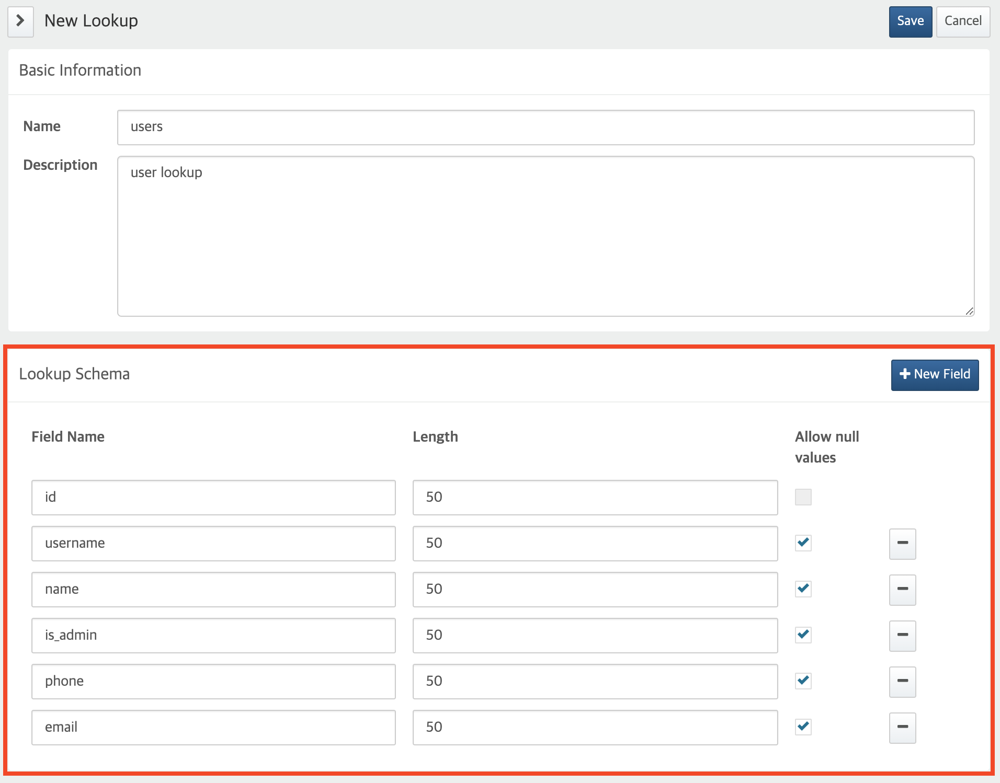 New Lookup
Save
Cancel
Basic Information
Name
users
Description
user lookup
Lookup Schema
New Field
Field Name
Length
Allow null
values
id
50
username
50
name
50
is_admin
50
phone
50
email
50